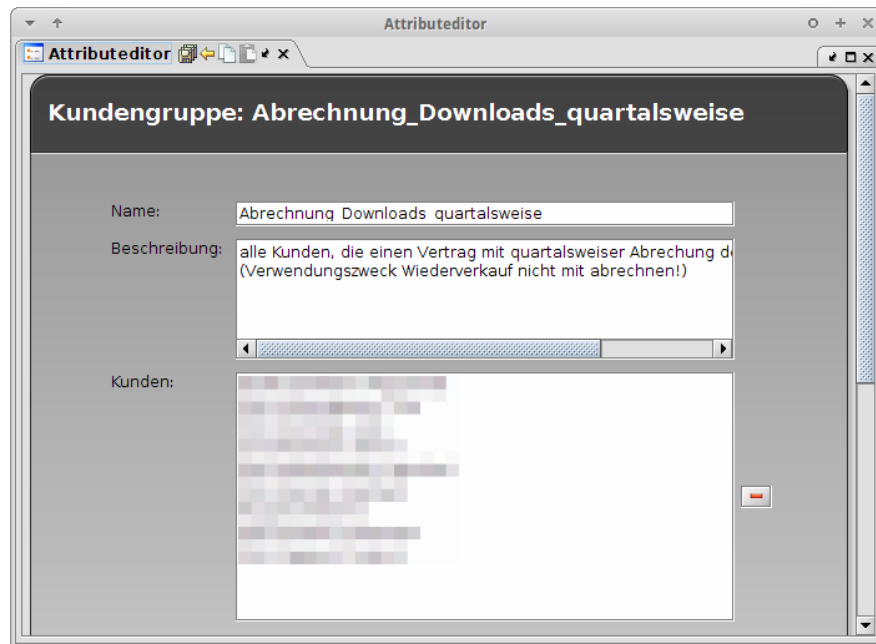 Attributeditor
Attributeditor
Kundengruppe: Abrechnung_Downloads_quartalsweise
Name:
Abrechnung_Downloads_quartalsweise
Beschreibung:
alle Kunden, die einen Vertrag mit quartalsweiser Abrechung
(Verwendungszweck Wiederverkauf nicht mit abrechnen!)
Kunden: